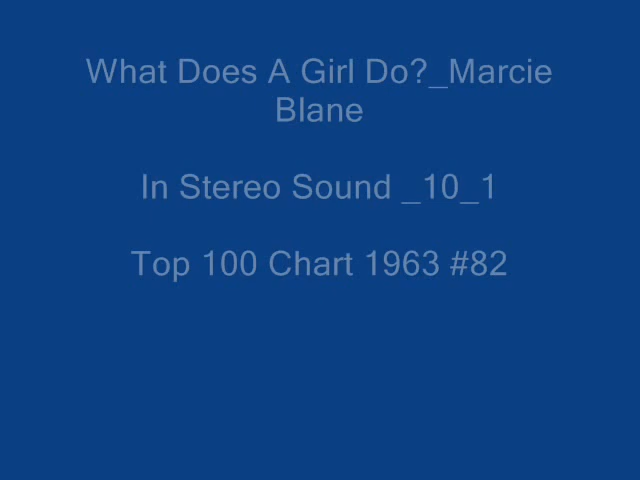 What Does A Girl Do?_Marcie
Blane
In Stereo Sound _10_1
Top 100 Chart 1963 #82